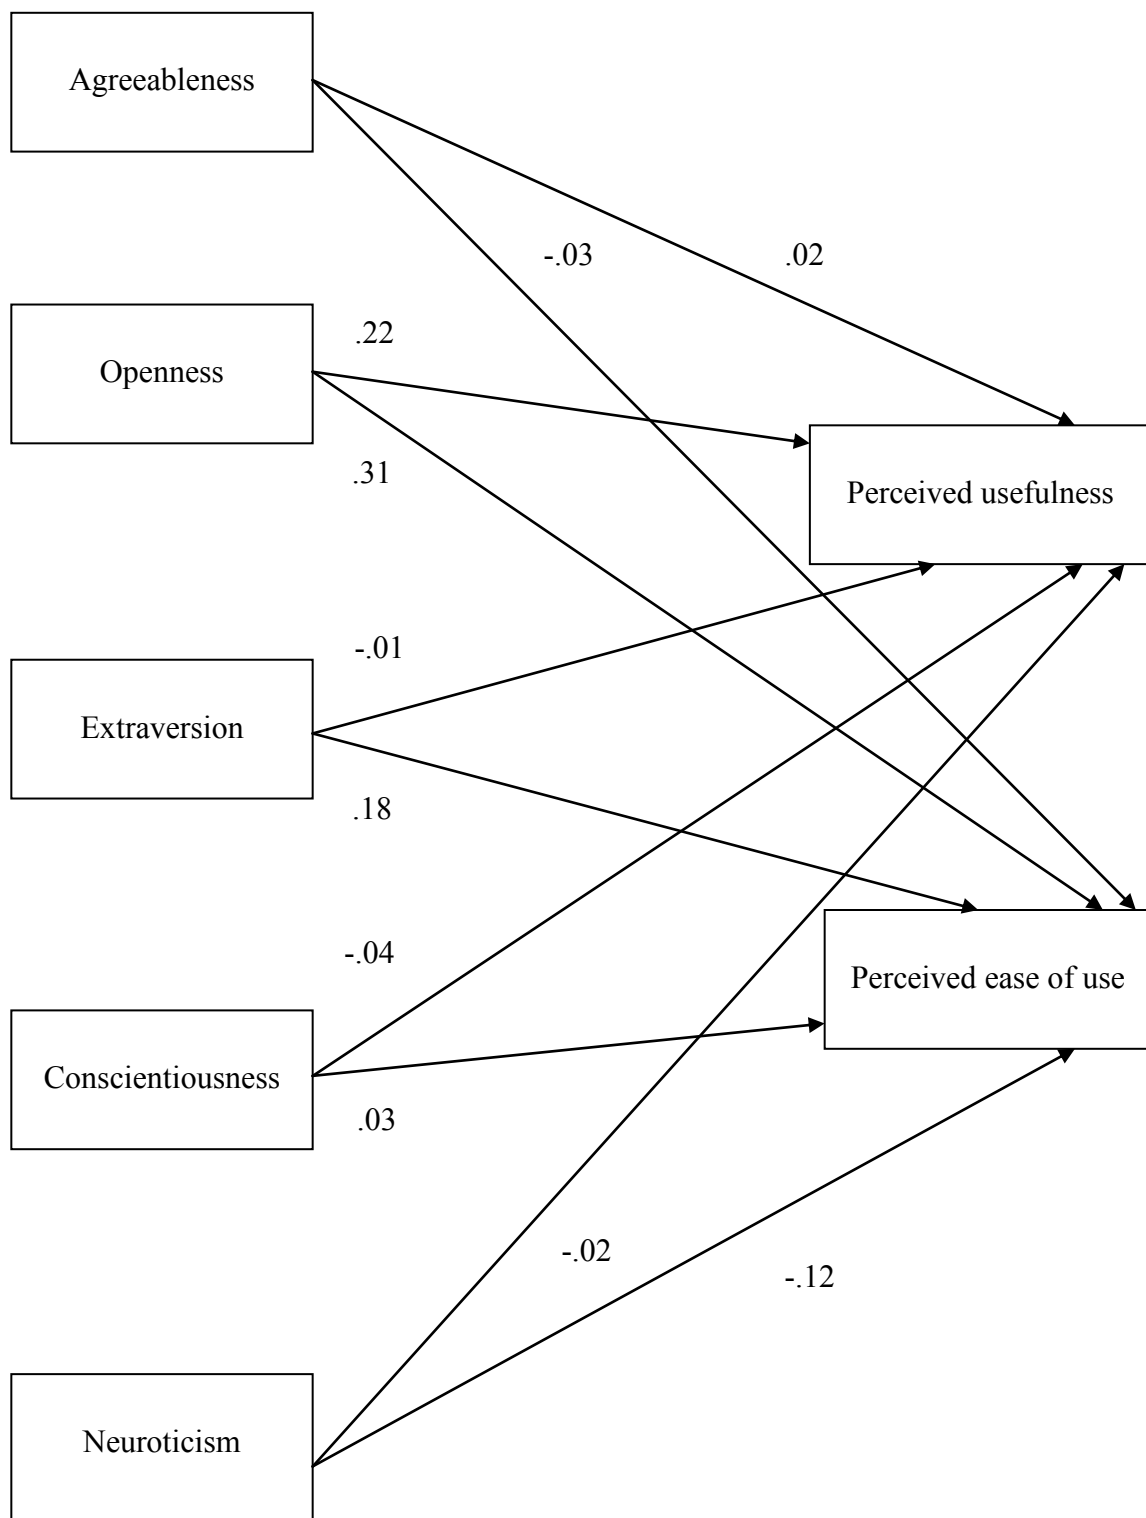 Agreeableness
-.03
.02
.22
Openness
.31
Perceived usefulness
-.01
Extraversion
.18
-.04
Perceived ease of use
Conscientiousness
.03
-.02
-.12
Neuroticism